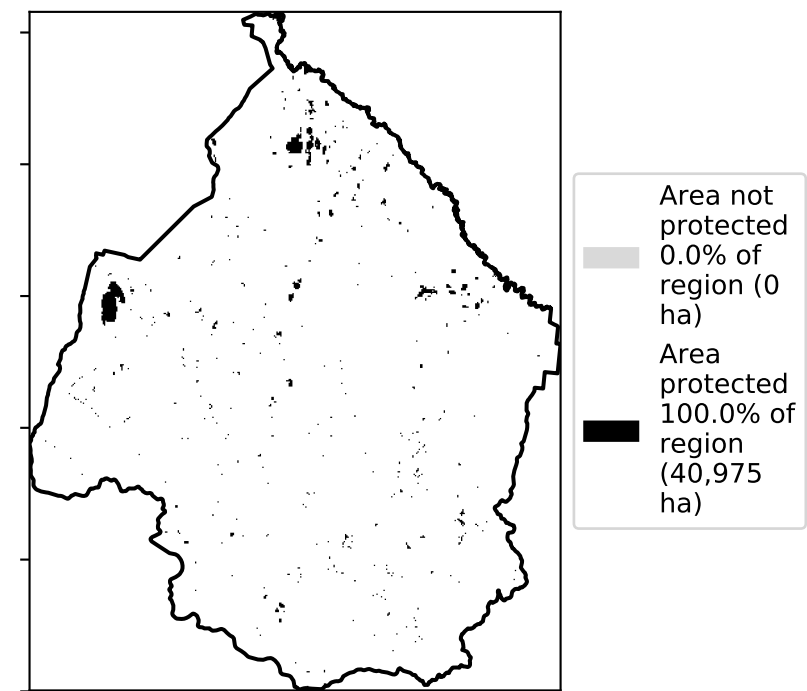 Area not
protected
0.0% of
region (0
ha)
Area
protected
100.0% of
region
(40,975
ha)